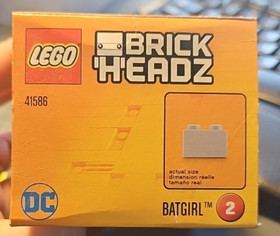 LEGO
BRICK
HEADZ
41586
actual size
dimension réelle
tamaño real
DC
BATGIRL™ 2